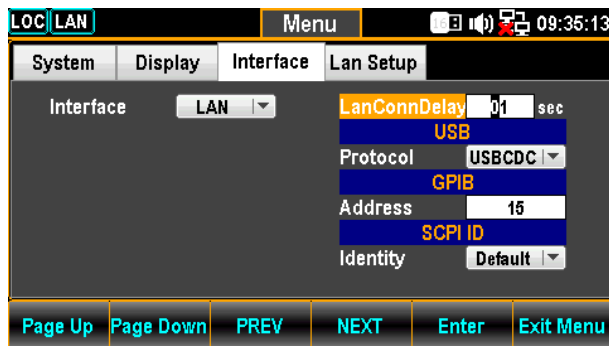 LOC LAN Menu 16 09:35:13
System Display Interface Lan Setup
Interface LAN LanConnDelay 01 sec
USB
Protocol USBCDC
GPIB
Address 15
SCPI ID
Identity Default
Page Up Page Down PREV NEXT Enter Exit Menu